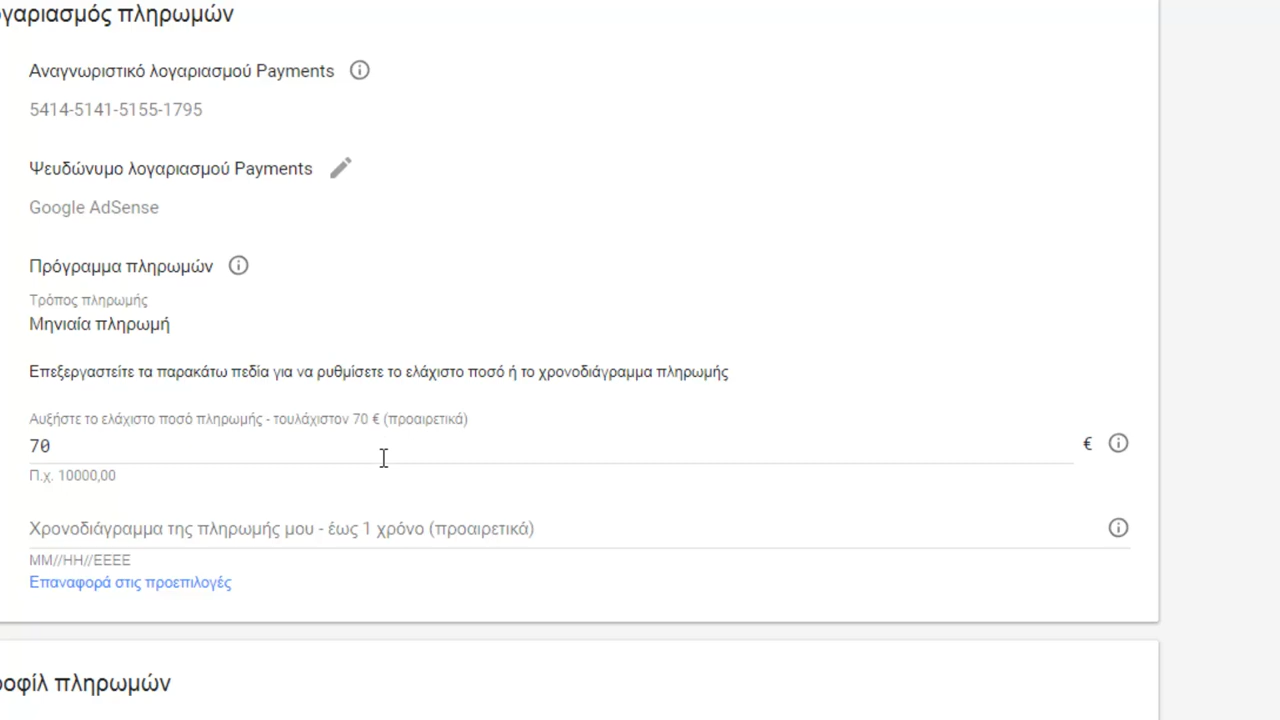 γαριασμός πληρωμών
Αναγνωριστικό λογαριασμού Payments
5414-5141-5155-1795
Ψευδώνυμο λογαριασμού Payments
Google AdSense
Πρόγραμμα πληρωμών
Τρόπος πληρωμής
Μηνιαία πληρωμή
Επεξεργαστείτε τα παρακάτω πεδία για να ρυθμίσετε το ελάχιστο ποσό ή το χρονοδιάγραμμα πληρωμής
Αυξήστε το ελάχιστο ποσό πληρωμής - τουλάχιστον 70 € (προαιρετικά)
70 €
Π.χ. 10000,00
Χρονοδιάγραμμα της πληρωμής μου - έως 1 χρόνο (προαιρετικά)
ΜΜ//ΗΗ//ΕΕΕΕ
Επαναφορά στις προεπιλογές
οφίλ πληρωμών